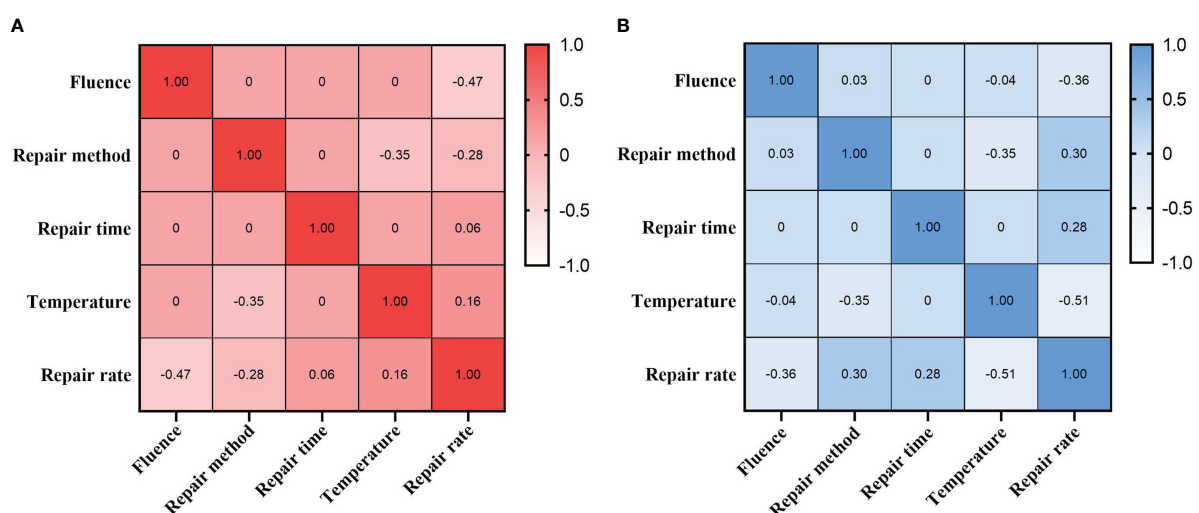 A
Fluence 1.00 0 0 0 -0.47
Repair method 0 1.00 0 -0.35 -0.28
Repair time 0 0 1.00 0 0.06
Temperature 0 -0.35 0 1.00 0.16
Repair rate -0.47 -0.28 0.06 0.16 1.00
Fluence
Repair method
Repair time
Temperature
Repair rate
1.0
0.5
0
-0.5
-1.0
B
Fluence 1.00 0.03 0 -0.04 -0.36
Repair method 0.03 1.00 0 -0.35 0.30
Repair time 0 0 1.00 0 0.28
Temperature -0.04 -0.35 0 1.00 -0.51
Repair rate -0.36 0.30 0.28 -0.51 1.00
Fluence
Repair method
Repair time
Temperature
Repair rate
1.0
0.5
0
-0.5
-1.0